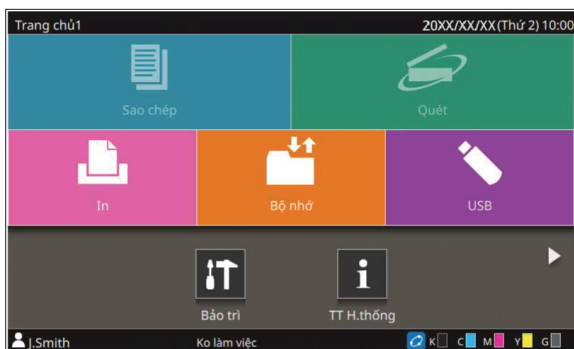 Trang chủ1 20XX/XX/XX(Thứ 2) 10:00
Sao chép Quét
In Bộ nhớ USB
Bảo trì TT H.thống
J.Smith Ko làm việc K C M Y G